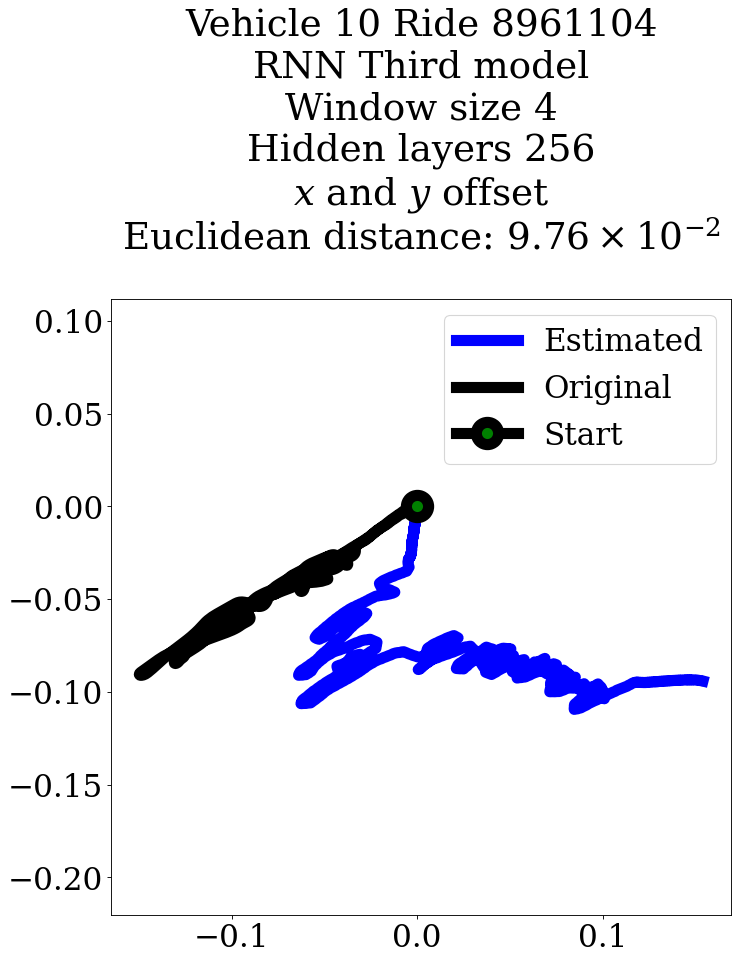 Vehicle 10 Ride 8961104
RNN Third model
Window size 4
Hidden layers 256
x and y offset
Euclidean distance: 9.76 × 10⁻²
Estimated
Original
Start
0.10
0.05
0.00
−0.05
−0.10
−0.15
−0.20
−0.1 0.0 0.1